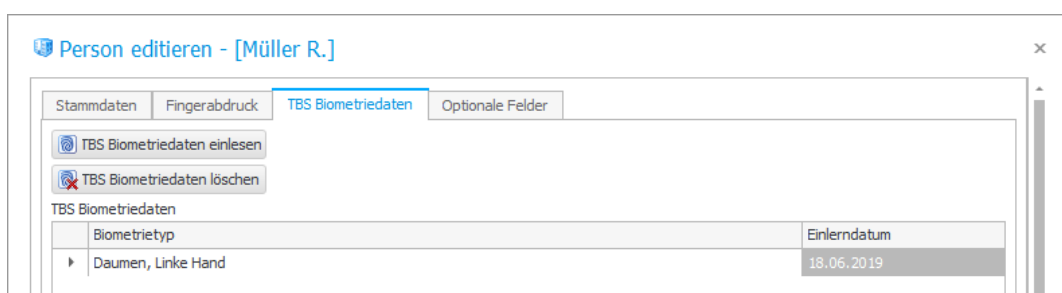 Person editieren - [Müller R.]
Stammdaten Fingerabdruck TBS Biometriedaten Optionale Felder
TBS Biometriedaten einlesen
TBS Biometriedaten löschen
TBS Biometriedaten
Biometrietyp Einlerndatum
Daumen, Linke Hand 18.06.2019